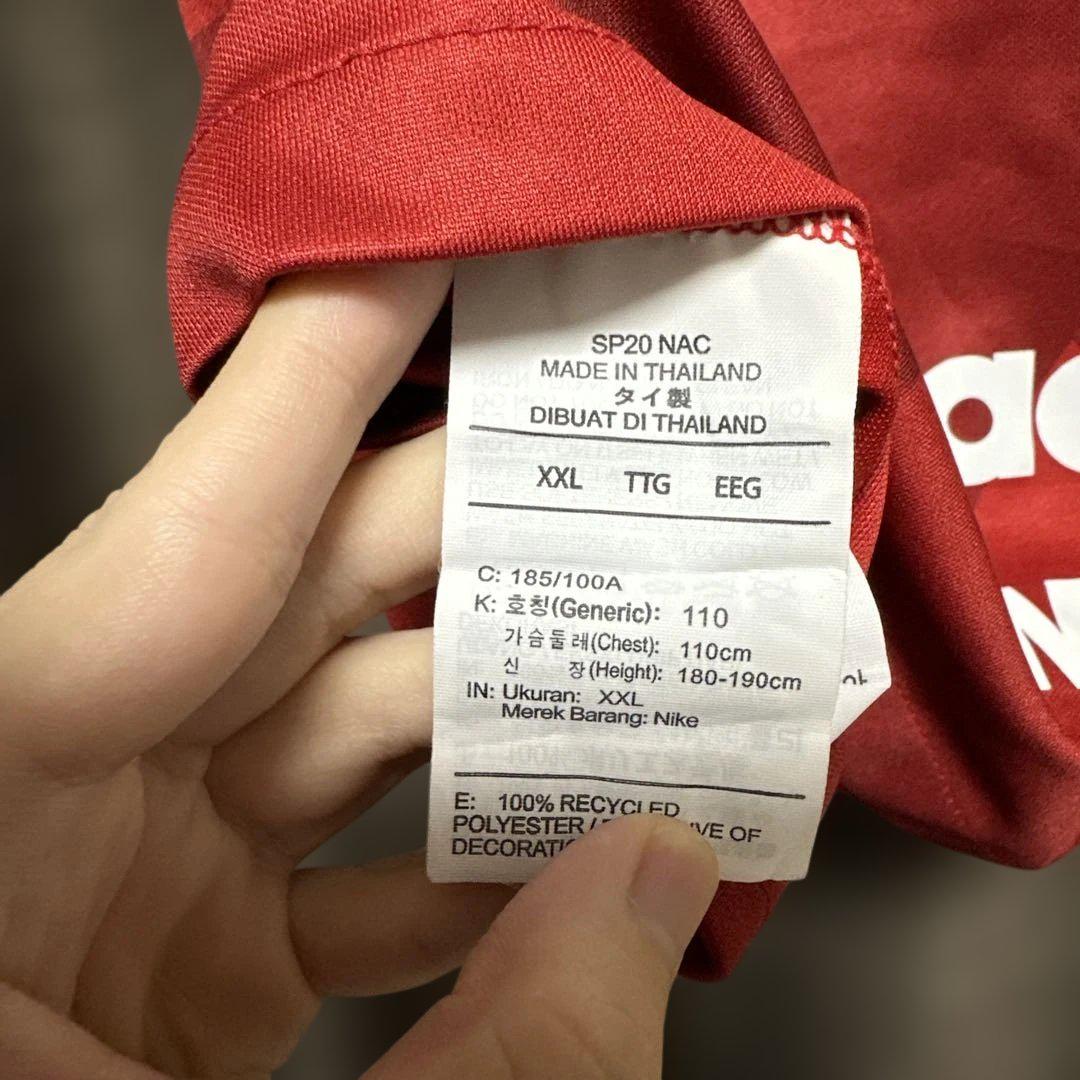 SP20 NAC
MADE IN THAILAND
タイ製
DIBUAT DI THAILAND
XXL TTG EEG
C: 185/100A
K: 호칭(Generic): 110
가슴둘레(Chest): 110cm
신 장(Height): 180-190cm
IN: Ukuran: XXL
Merek Barang: Nike
E: 100% RECYCLED
POLYESTER / OF